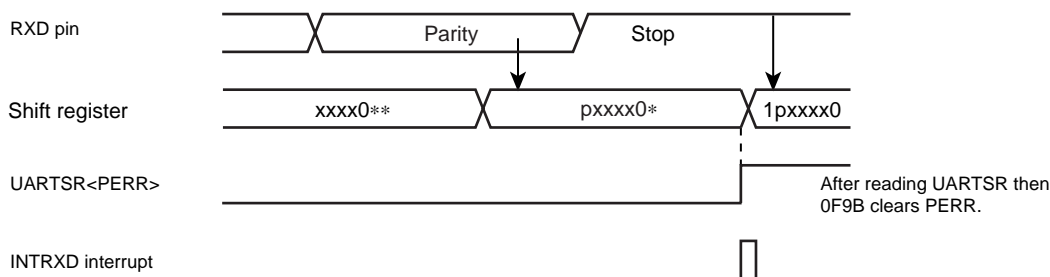 RXD pin
Parity
Stop
Shift register
xxxx0**
pxxxx0*
1pxxxx0
UARTSR<PERR>
After reading UARTSR then
0F9B clears PERR.
INTRXD interrupt